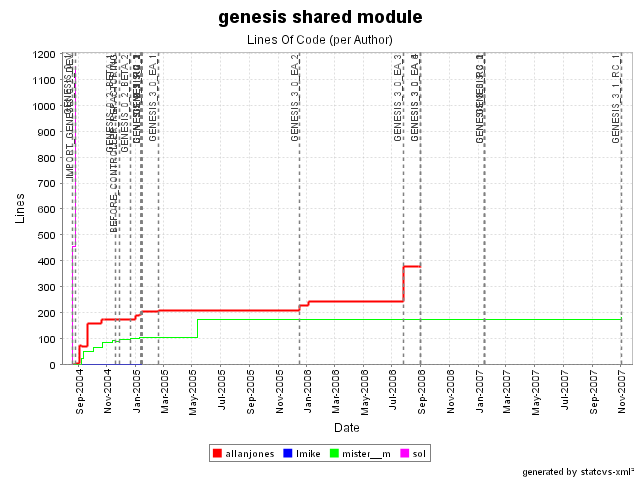 genesis shared module
Lines Of Code (per Author)
1200
1100
1000
900
800
700
600
500
400
300
200
100
0
Lines
BEFORE_CONTROLLER_REFACTORING
GENESIS_3_0_EA_1
GENESIS_3_0_EA_2
GENESIS_3_1_RC_1
Sep-2004
Nov-2004
Jan-2005
Mar-2005
May-2005
Jul-2005
Sep-2005
Nov-2005
Jan-2006
Mar-2006
May-2006
Jul-2006
Sep-2006
Nov-2006
Jan-2007
Mar-2007
May-2007
Jul-2007
Sep-2007
Nov-2007
Date
allanjones lmike mister__m sol
generated by statcvs-xml²